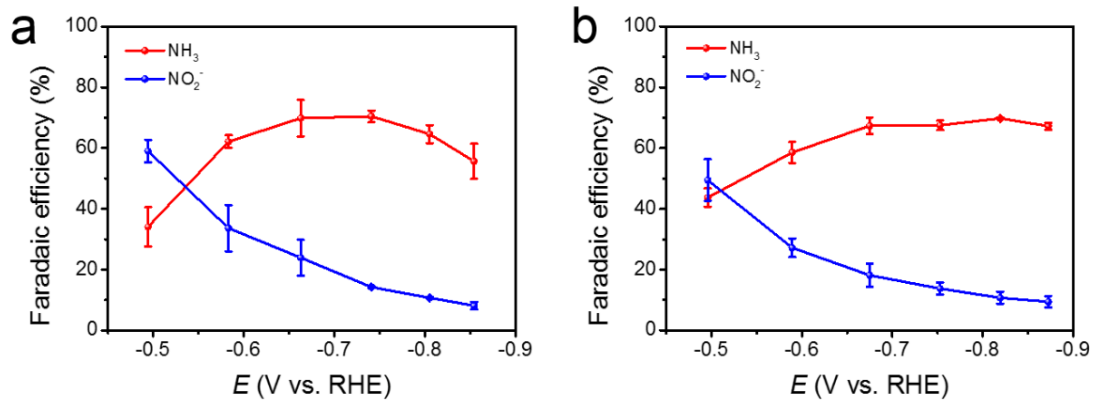 a
Faradaic efficiency (%)
100
80
60
40
20
0
NH₃
NO₂⁻
-0.5
-0.6
-0.7
-0.8
-0.9
E (V vs. RHE)
b
Faradaic efficiency (%)
100
80
60
40
20
0
NH₃
NO₂⁻
-0.5
-0.6
-0.7
-0.8
-0.9
E (V vs. RHE)